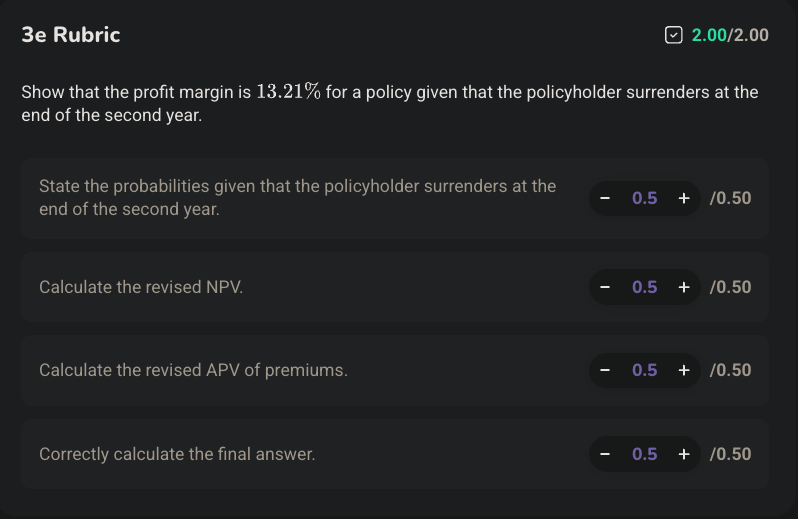 3e Rubric
2.00/2.00
Show that the profit margin is 13.21% for a policy given that the policyholder surrenders at the
end of the second year.
State the probabilities given that the policyholder surrenders at the
end of the second year.
− 0.5 + /0.50
Calculate the revised NPV.
− 0.5 + /0.50
Calculate the revised APV of premiums.
− 0.5 + /0.50
Correctly calculate the final answer.
− 0.5 + /0.50